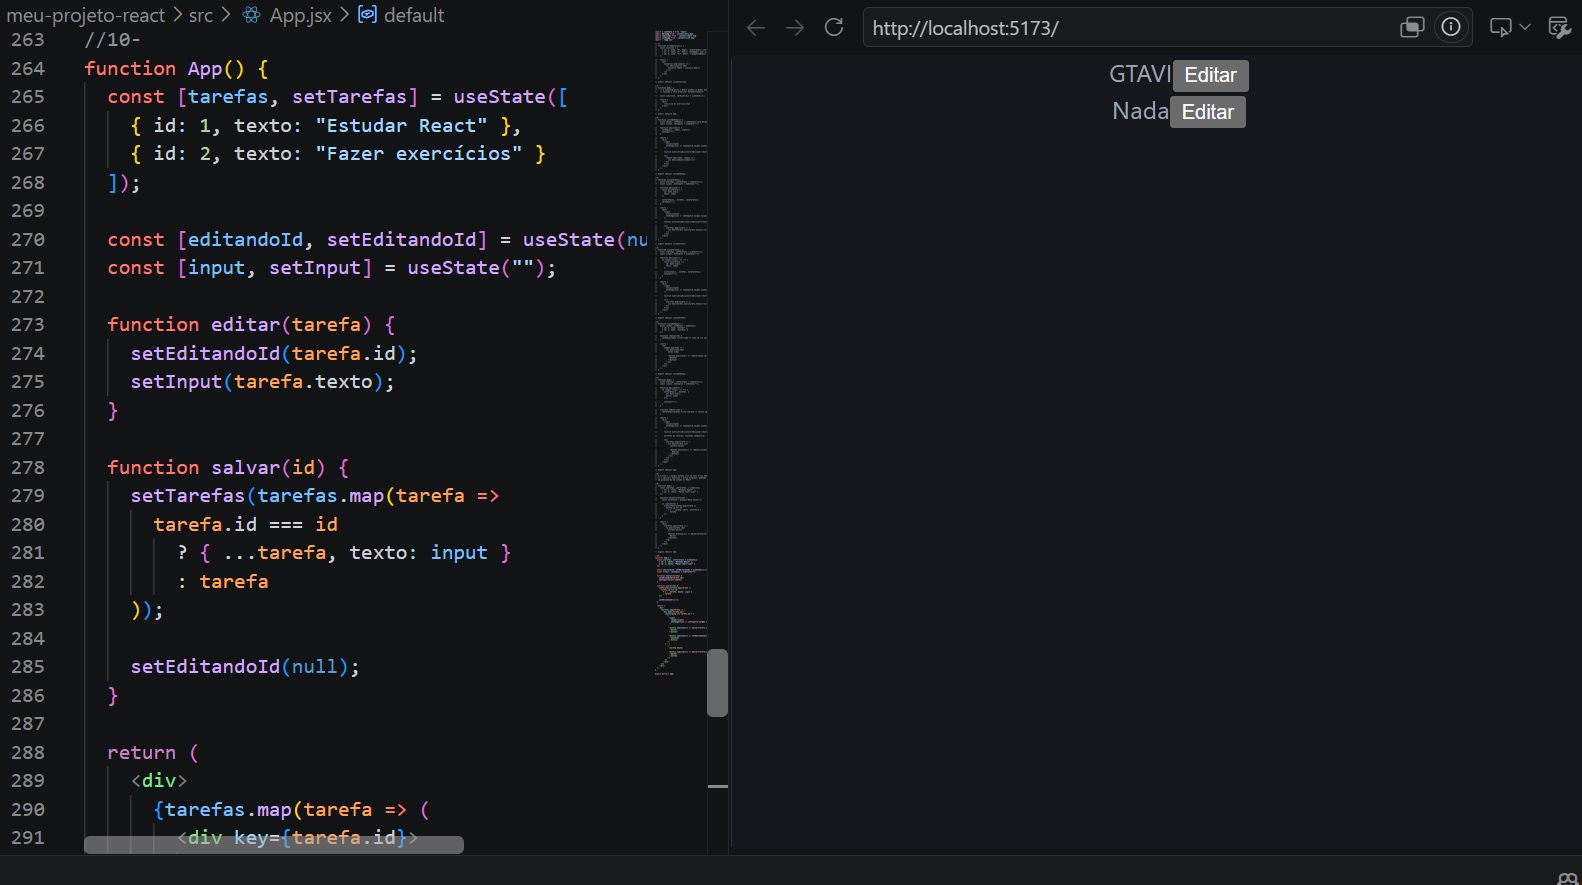 meu-projeto-react > src > App.jsx > default
263 //10-
264 function App() {
265 const [tarefas, setTarefas] = useState([
266 { id: 1, texto: "Estudar React" },
267 { id: 2, texto: "Fazer exercícios" }
268 ]);
269
270 const [editandoId, setEditandoId] = useState(nu
271 const [input, setInput] = useState("");
272
273 function editar(tarefa) {
274 setEditandoId(tarefa.id);
275 setInput(tarefa.texto);
276 }
277
278 function salvar(id) {
279 setTarefas(tarefas.map(tarefa =>
280 tarefa.id === id
281 ? { ...tarefa, texto: input }
282 : tarefa
283 ));
284
285 setEditandoId(null);
286 }
287
288 return (
289 <div>
290 {tarefas.map(tarefa => (
291 <div key={tarefa.id}>
http://localhost:5173/
GTAVI Editar
Nada Editar